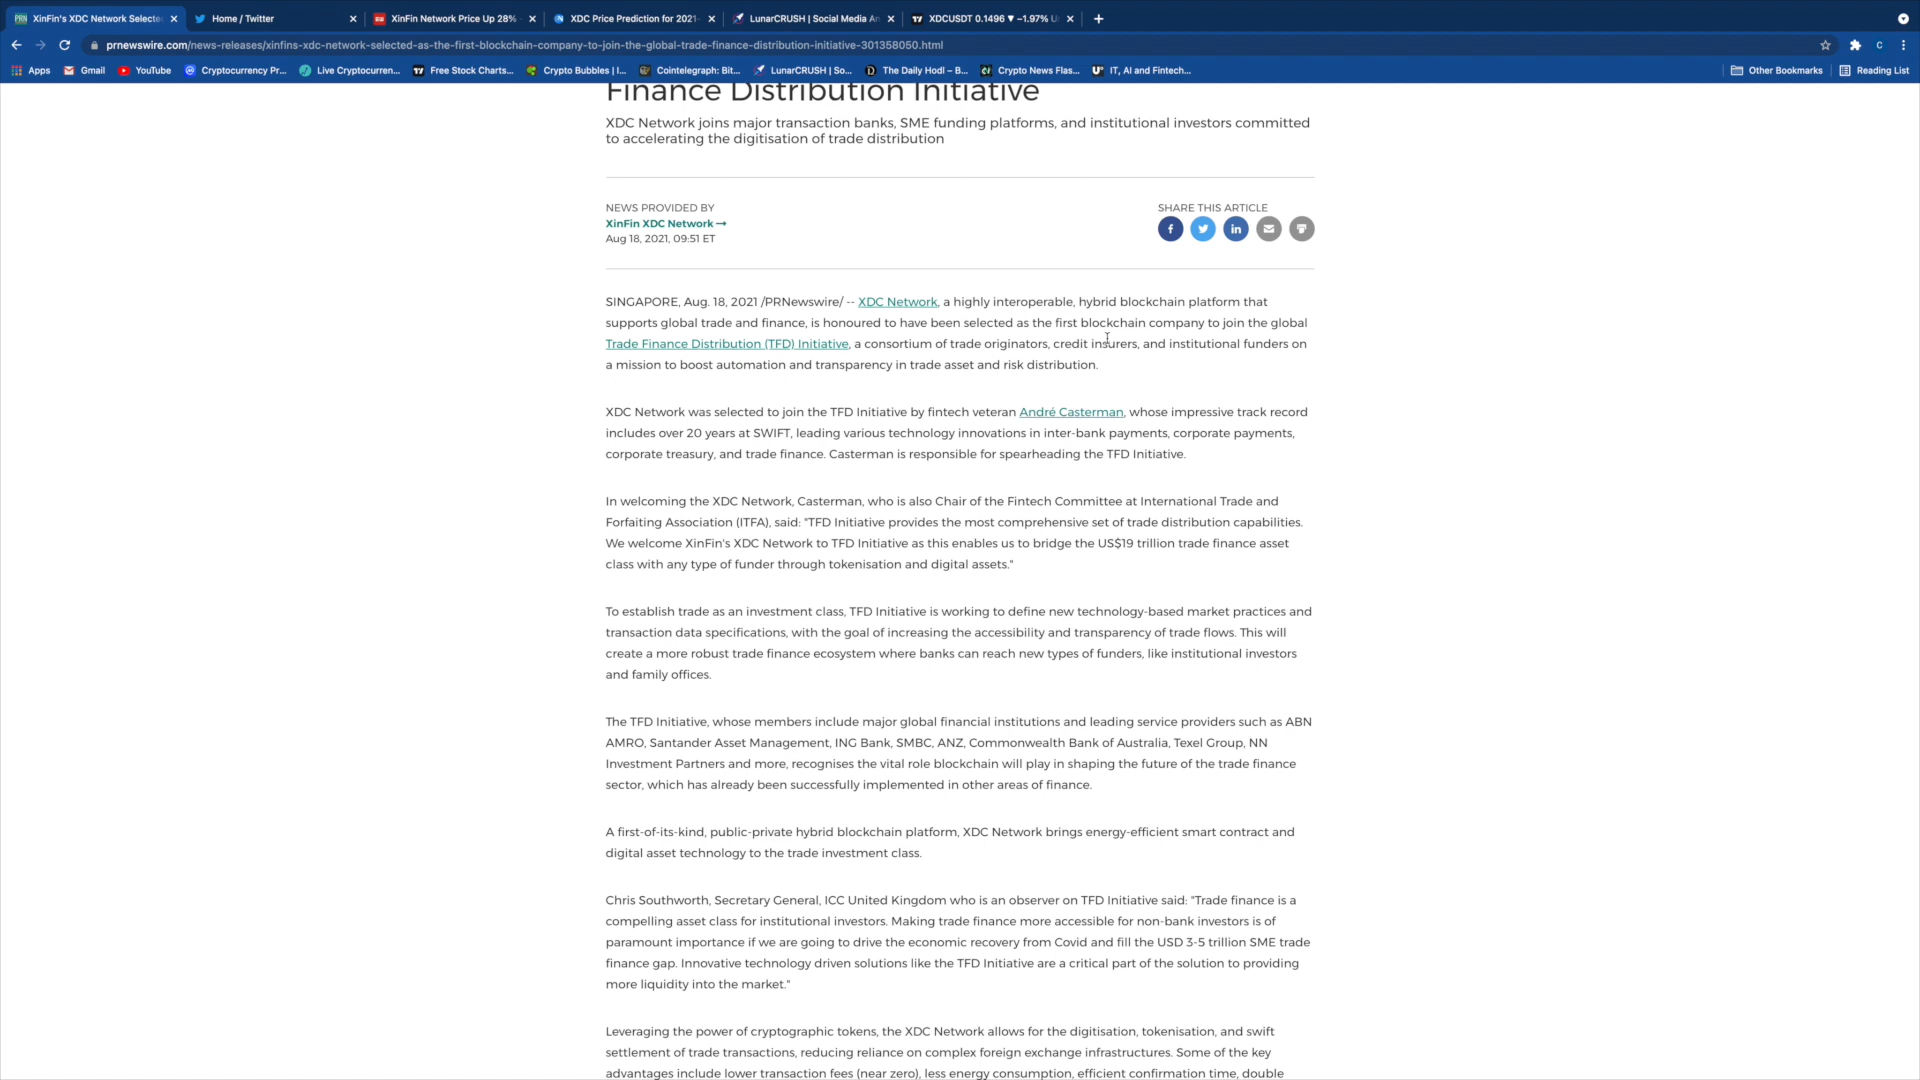 XinFin's XDC Network Selected
Home / Twitter
XinFin Network Price Up 28%
XDC Price Prediction for 2021
LunarCRUSH | Social Media An
XDCUSDT 0.1496 ▼ −1.97% U
prnewswire.com/news-releases/xinfins-xdc-network-selected-as-the-first-blockchain-company-to-join-the-global-trade-finance-distribution-initiative-301358050.html
C
Apps
Gmail
YouTube
Cryptocurrency Pr...
Live Cryptocurren...
Free Stock Charts...
Crypto Bubbles | I...
Cointelegraph: Bit...
LunarCRUSH | So...
The Daily Hodl – B...
Crypto News Flas...
IT, AI and Fintech...
Other Bookmarks
Reading List
Finance Distribution Initiative
XDC Network joins major transaction banks, SME funding platforms, and institutional investors committed
to accelerating the digitisation of trade distribution
NEWS PROVIDED BY
XinFin XDC Network →
Aug 18, 2021, 09:51 ET
SHARE THIS ARTICLE
SINGAPORE, Aug. 18, 2021 /PRNewswire/ -- XDC Network, a highly interoperable, hybrid blockchain platform that
supports global trade and finance, is honoured to have been selected as the first blockchain company to join the global
Trade Finance Distribution (TFD) Initiative, a consortium of trade originators, credit insurers, and institutional funders on
a mission to boost automation and transparency in trade asset and risk distribution.
XDC Network was selected to join the TFD Initiative by fintech veteran André Casterman, whose impressive track record
includes over 20 years at SWIFT, leading various technology innovations in inter-bank payments, corporate payments,
corporate treasury, and trade finance. Casterman is responsible for spearheading the TFD Initiative.
In welcoming the XDC Network, Casterman, who is also Chair of the Fintech Committee at International Trade and
Forfaiting Association (ITFA), said: "TFD Initiative provides the most comprehensive set of trade distribution capabilities.
We welcome XinFin's XDC Network to TFD Initiative as this enables us to bridge the US$19 trillion trade finance asset
class with any type of funder through tokenisation and digital assets."
To establish trade as an investment class, TFD Initiative is working to define new technology-based market practices and
transaction data specifications, with the goal of increasing the accessibility and transparency of trade flows. This will
create a more robust trade finance ecosystem where banks can reach new types of funders, like institutional investors
and family offices.
The TFD Initiative, whose members include major global financial institutions and leading service providers such as ABN
AMRO, Santander Asset Management, ING Bank, SMBC, ANZ, Commonwealth Bank of Australia, Texel Group, NN
Investment Partners and more, recognises the vital role blockchain will play in shaping the future of the trade finance
sector, which has already been successfully implemented in other areas of finance.
A first-of-its-kind, public-private hybrid blockchain platform, XDC Network brings energy-efficient smart contract and
digital asset technology to the trade investment class.
Chris Southworth, Secretary General, ICC United Kingdom who is an observer on TFD Initiative said: "Trade finance is a
compelling asset class for institutional investors. Making trade finance more accessible for non-bank investors is of
paramount importance if we are going to drive the economic recovery from Covid and fill the USD 3-5 trillion SME trade
finance gap. Innovative technology driven solutions like the TFD Initiative are a critical part of the solution to providing
more liquidity into the market."
Leveraging the power of cryptographic tokens, the XDC Network allows for the digitisation, tokenisation, and swift
settlement of trade transactions, reducing reliance on complex foreign exchange infrastructures. Some of the key
advantages include lower transaction fees (near zero), less energy consumption, efficient confirmation time, double